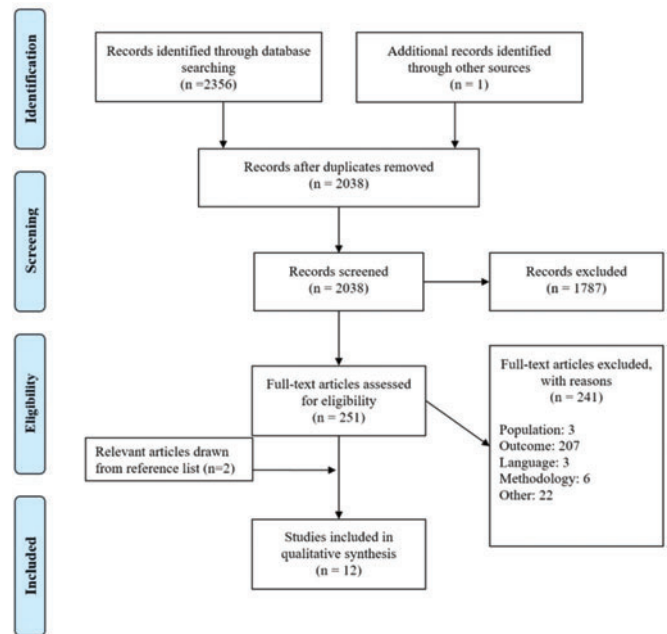 Identification
Records identified through database
searching
(n =2356)
Additional records identified
through other sources
(n = 1)
Records after duplicates removed
(n = 2038)
Screening
Records screened
(n = 2038)
Records excluded
(n = 1787)
Eligibility
Full-text articles assessed
for eligibility
(n = 251)
Full-text articles excluded,
with reasons
(n = 241)
Population: 3
Outcome: 207
Language: 3
Methodology: 6
Other: 22
Relevant articles drawn
from reference list (n=2)
Included
Studies included in
qualitative synthesis
(n = 12)